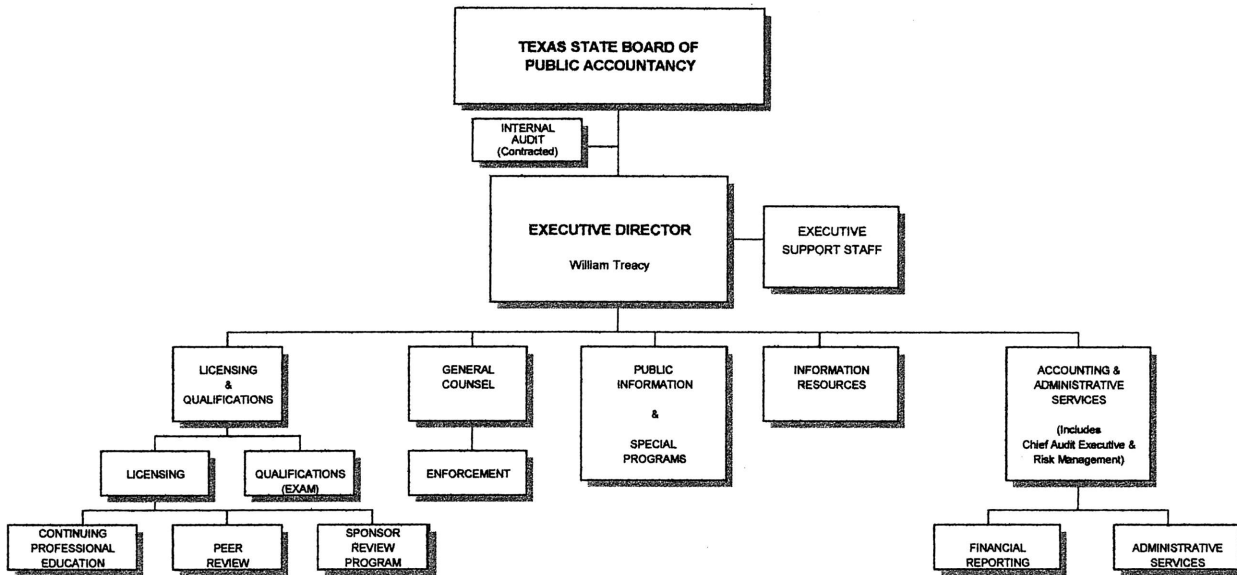 TEXAS STATE BOARD OF
PUBLIC ACCOUNTANCY
INTERNAL
AUDIT
(Contracted)
EXECUTIVE DIRECTOR
William Treacy
EXECUTIVE
SUPPORT STAFF
LICENSING
&
QUALIFICATIONS
GENERAL
COUNSEL
PUBLIC
INFORMATION
&
SPECIAL
PROGRAMS
INFORMATION
RESOURCES
ACCOUNTING &
ADMINISTRATIVE
SERVICES
(Includes
Chief Audit Executive &
Risk Management)
LICENSING
QUALIFICATIONS
(EXAM)
ENFORCEMENT
CONTINUING
PROFESSIONAL
EDUCATION
PEER
REVIEW
SPONSOR
REVIEW
PROGRAM
FINANCIAL
REPORTING
ADMINISTRATIVE
SERVICES